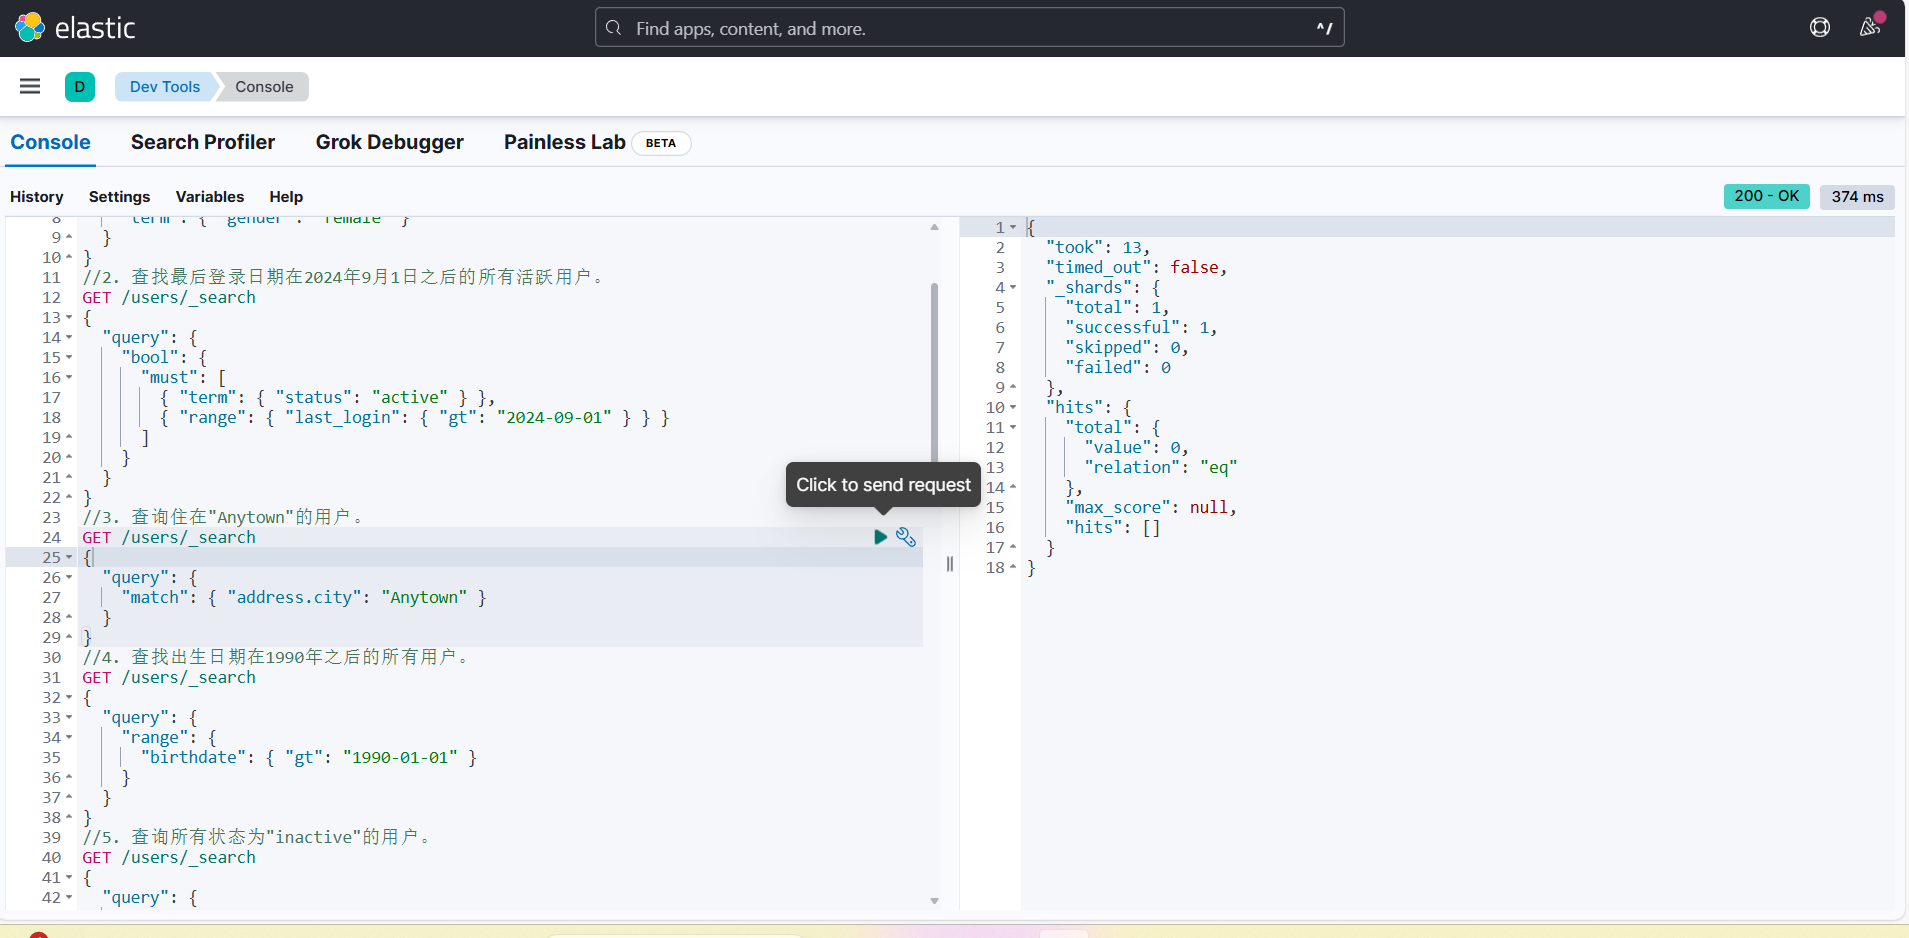 elastic
Find apps, content, and more.
^/
D
Dev Tools
Console
Console
Search Profiler
Grok Debugger
Painless Lab
BETA
History
Settings
Variables
Help
200 - OK
374 ms
8 "term": { "gender": "female" }
9 }
10 }
11 //2. 查找最后登录日期在2024年9月1日之后的所有活跃用户。
12 GET /users/_search
13 {
14 "query": {
15 "bool": {
16 "must": [
17 { "term": { "status": "active" } },
18 { "range": { "last_login": { "gt": "2024-09-01" } } }
19 ]
20 }
21 }
22 }
23 //3. 查询住在"Anytown"的用户。
24 GET /users/_search
25 {
26 "query": {
27 "match": { "address.city": "Anytown" }
28 }
29 }
30 //4. 查找出生日期在1990年之后的所有用户。
31 GET /users/_search
32 {
33 "query": {
34 "range": {
35 "birthdate": { "gt": "1990-01-01" }
36 }
37 }
38 }
39 //5. 查询所有状态为"inactive"的用户。
40 GET /users/_search
41 {
42 "query": {
Click to send request
1 {
2 "took": 13,
3 "timed_out": false,
4 "_shards": {
5 "total": 1,
6 "successful": 1,
7 "skipped": 0,
8 "failed": 0
9 },
10 "hits": {
11 "total": {
12 "value": 0,
13 "relation": "eq"
14 },
15 "max_score": null,
16 "hits": []
17 }
18 }